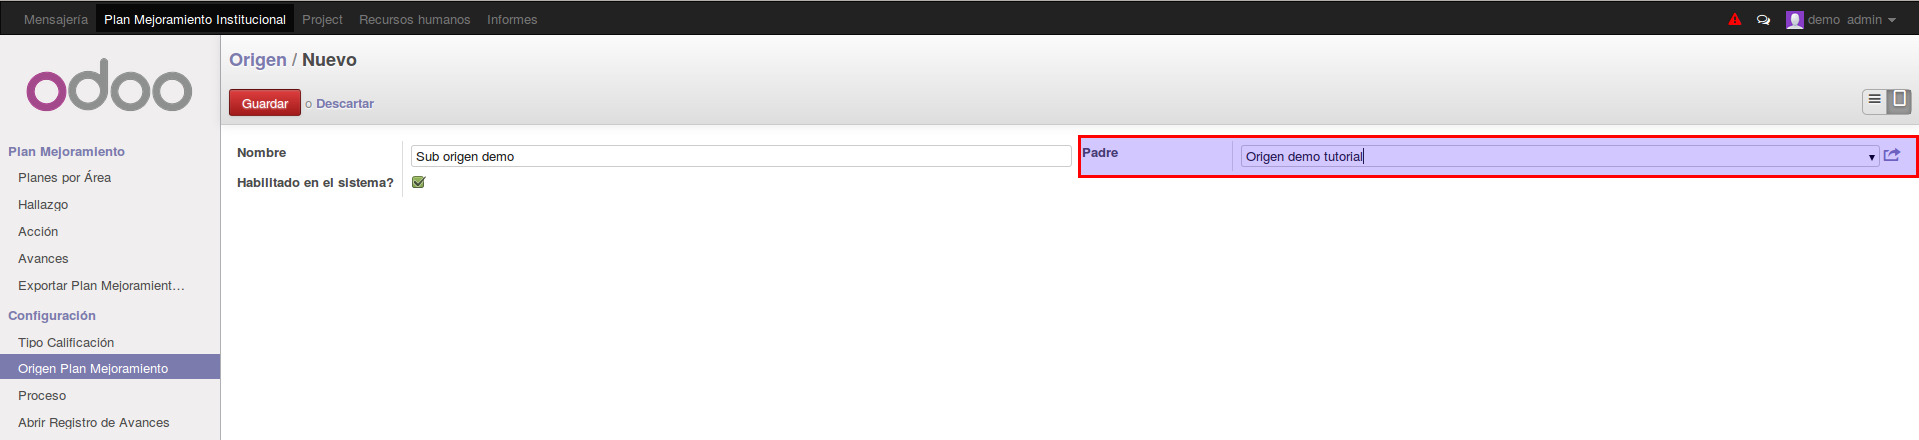 Mensajería Plan Mejoramiento Institucional Project Recursos humanos Informes demo admin
odoo
Origen / Nuevo
Guardar o Descartar
Plan Mejoramiento
Planes por Área
Hallazgo
Acción
Avances
Exportar Plan Mejoramient…
Configuración
Tipo Calificación
Origen Plan Mejoramiento
Proceso
Abrir Registro de Avances
Nombre Sub origen demo Padre Origen demo tutorial
Habilitado en el sistema?